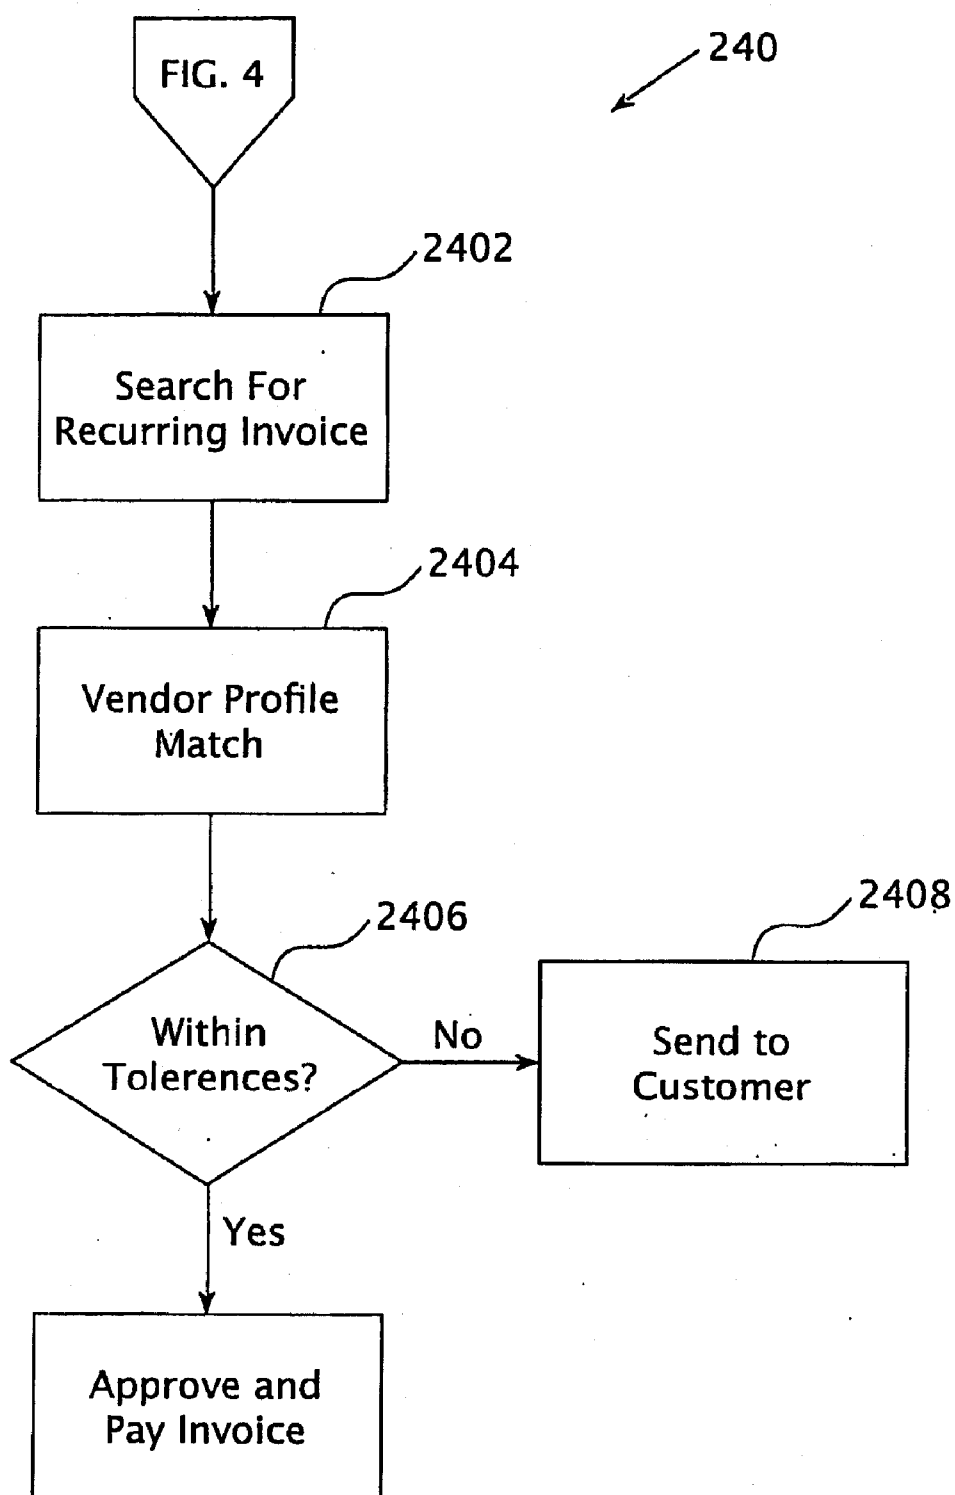 FIG. 4
240
2402
Search For
Recurring Invoice
2404
Vendor Profile
Match
2406
Within
Tolerences?
No
2408
Send to
Customer
Yes
Approve and
Pay Invoice